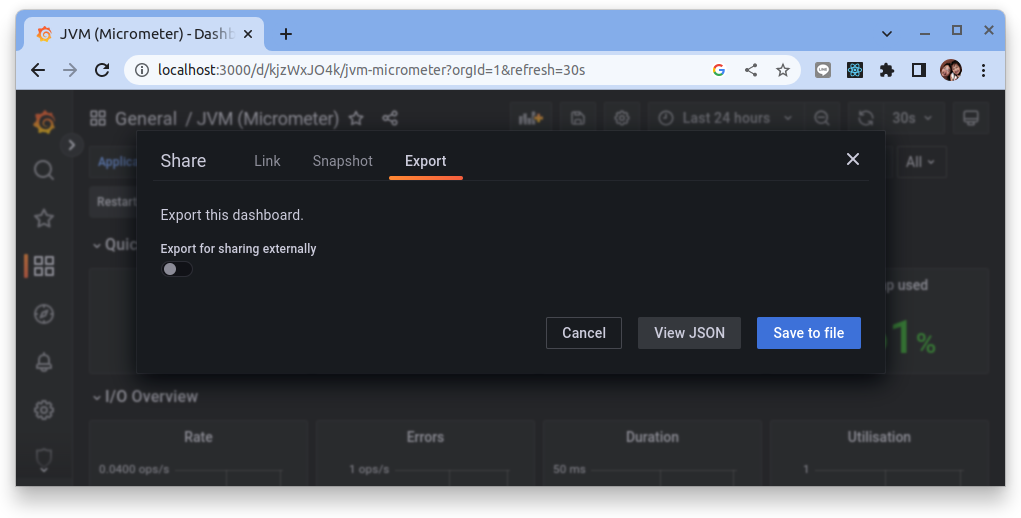 JVM (Micrometer) - Dashb
localhost:3000/d/kjzWxJO4k/jvm-micrometer?orgId=1&refresh=30s
General / JVM (Micrometer)
Last 24 hours
30s
Share
Link
Snapshot
Export
Applica
All
Restart
Export this dashboard.
Quic
Export for sharing externally
p used
1%
Cancel
View JSON
Save to file
I/O Overview
Rate
Errors
Duration
Utilisation
0.0400 ops/s
1 ops/s
50 ms
1